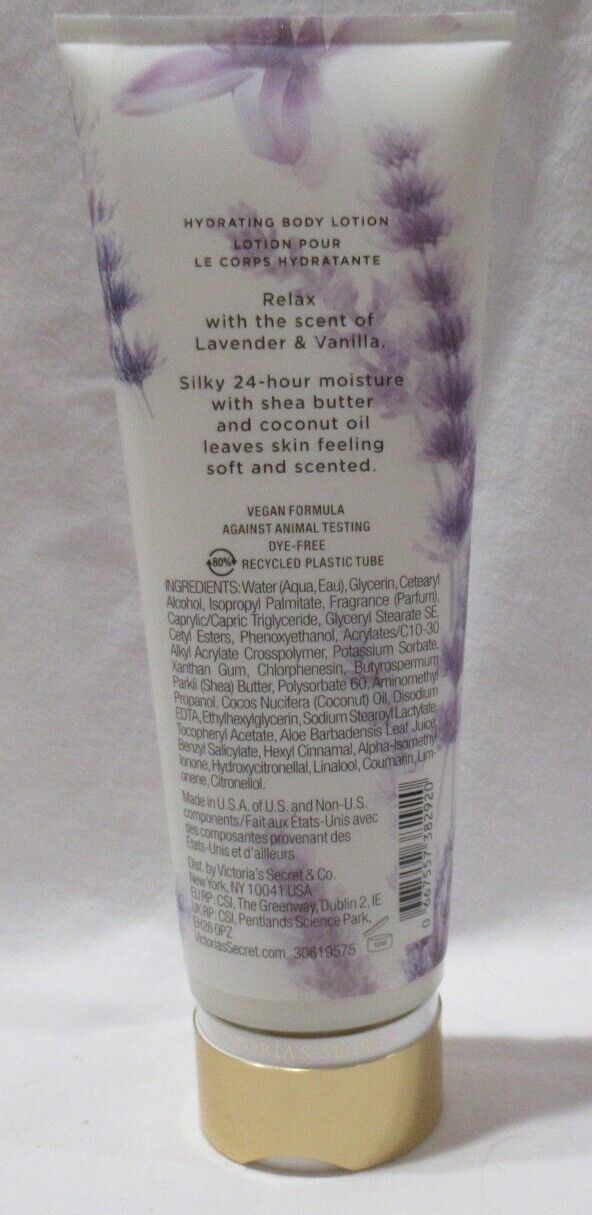 HYDRATING BODY LOTION
LOTION POUR
LE CORPS HYDRATANTE
Relax
with the scent of
Lavender & Vanilla.
Silky 24-hour moisture
with shea butter
and coconut oil
leaves skin feeling
soft and scented.
VEGAN FORMULA
AGAINST ANIMAL TESTING
DYE-FREE
80% RECYCLED PLASTIC TUBE
INGREDIENTS: Water (Aqua, Eau), Glycerin, Cetearyl
Alcohol, Isopropyl Palmitate, Fragrance (Parfum),
Caprylic/Capric Triglyceride, Glyceryl Stearate SE,
Cetyl Esters, Phenoxyethanol, Acrylates/C10-30
Alkyl Acrylate Crosspolymer, Potassium Sorbate,
Xanthan Gum, Chlorphenesin, Butyrospermum
Parkii (Shea) Butter, Polysorbate 60, Aminomethyl
Propanol, Cocos Nucifera (Coconut) Oil, Disodium
EDTA, Ethylhexylglycerin, Sodium Stearoyl Lactylate,
Tocopheryl Acetate, Aloe Barbadensis Leaf Juice,
Benzyl Salicylate, Hexyl Cinnamal, Alpha-Isomethyl
Ionone, Hydroxycitronellal, Linalool, Coumarin, Lim-
onene, Citronellol.
Made in U.S.A. of U.S. and Non-U.S.
components/Fait aux États-Unis avec
des composantes provenant des
États-Unis et d'ailleurs
Dist. by Victoria's Secret & Co.
New York, NY 10041 USA
EU RP: CSI, The Greenway, Dublin 2, IE
UK RP: CSI, Pentlands Science Park,
EH26 0PZ
VictoriasSecret.com 30619575
12M
0 667557 382920
VICTORIA'S SECRET